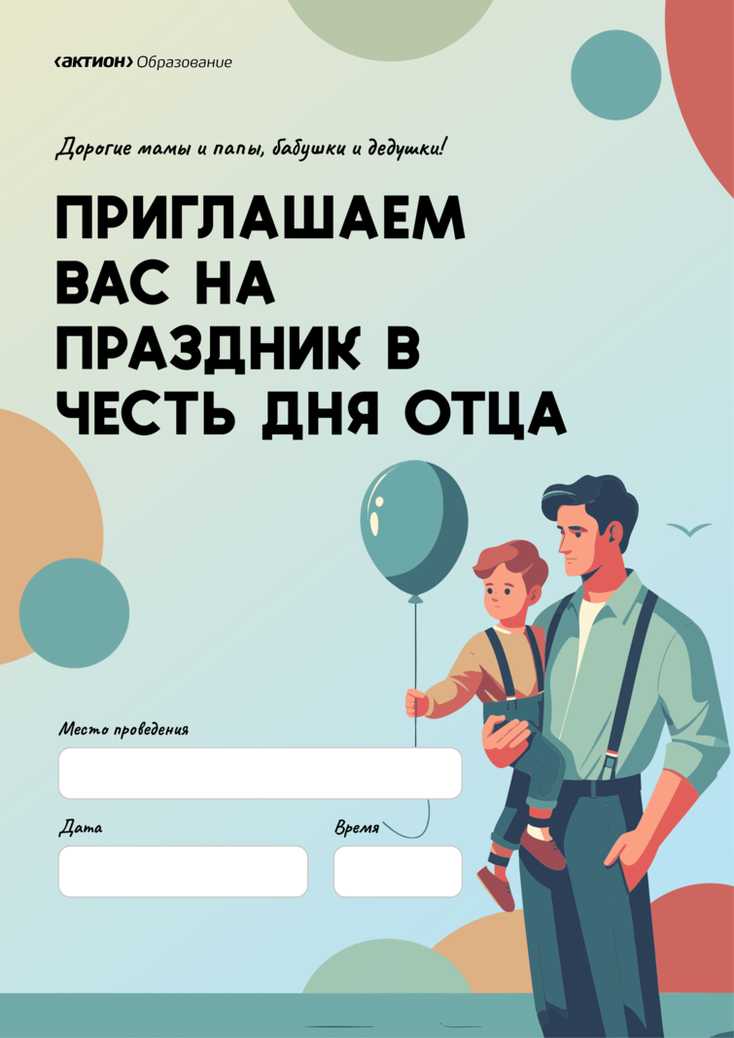 ‹актион› Образование
Дорогие мамы и папы, бабушки и дедушки!
ПРИГЛАШАЕМ
ВАС НА
ПРАЗДНИК В
ЧЕСТЬ ДНЯ ОТЦА
Место проведения
Дата Время